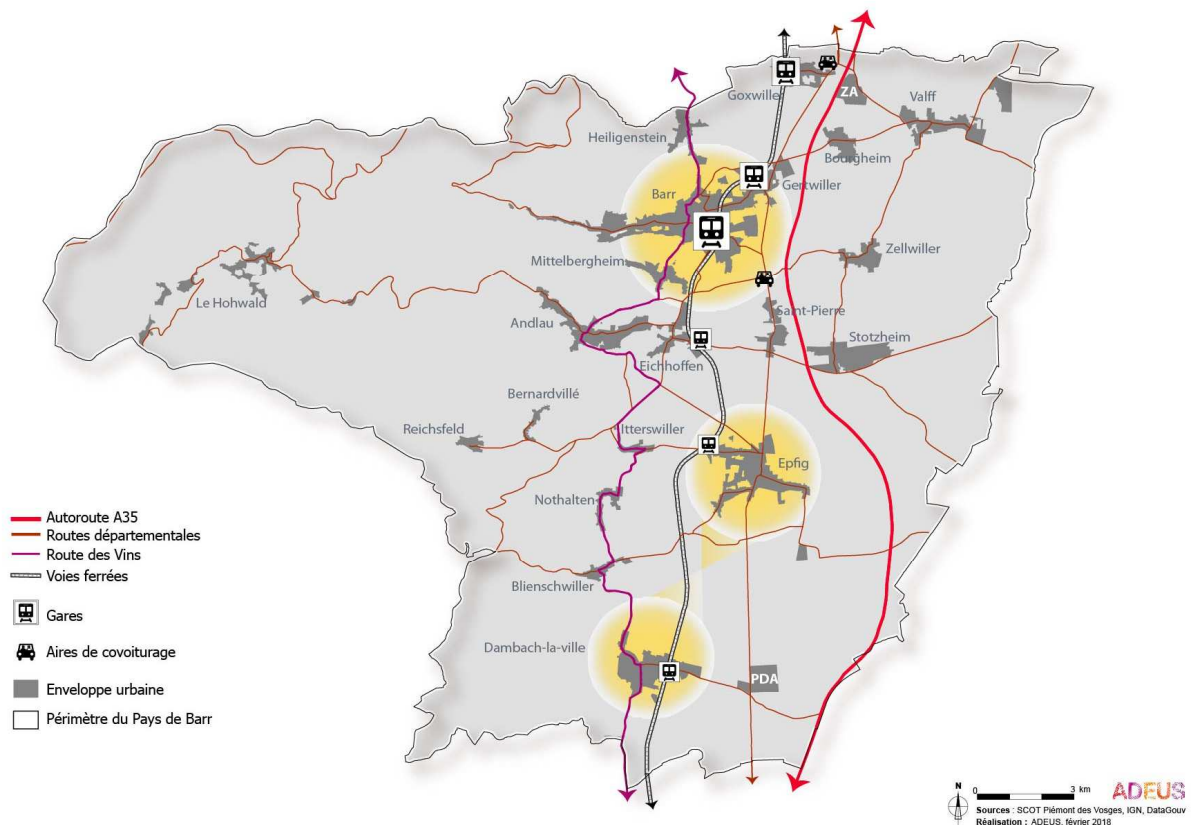 Goxwiller
ZA
Valff
Heiligenstein
Bourgheim
Barr
Gertwiller
Zellwiller
Mittelbergheim
Le Hohwald
Andlau
Saint-Pierre
Stotzheim
Eichhoffen
Bernardvillé
Reichsfeld
Itterswiller
Epfig
Nothalten
Blienschwiller
Dambach-la-ville
PDA
Autoroute A35
Routes départementales
Route des Vins
Voies ferrées
Gares
Aires de covoiturage
Enveloppe urbaine
Périmètre du Pays de Barr
N
0 3 km
ADEUS
Sources : SCOT Piémont des Vosges, IGN, DataGouv
Réalisation : ADEUS, février 2018